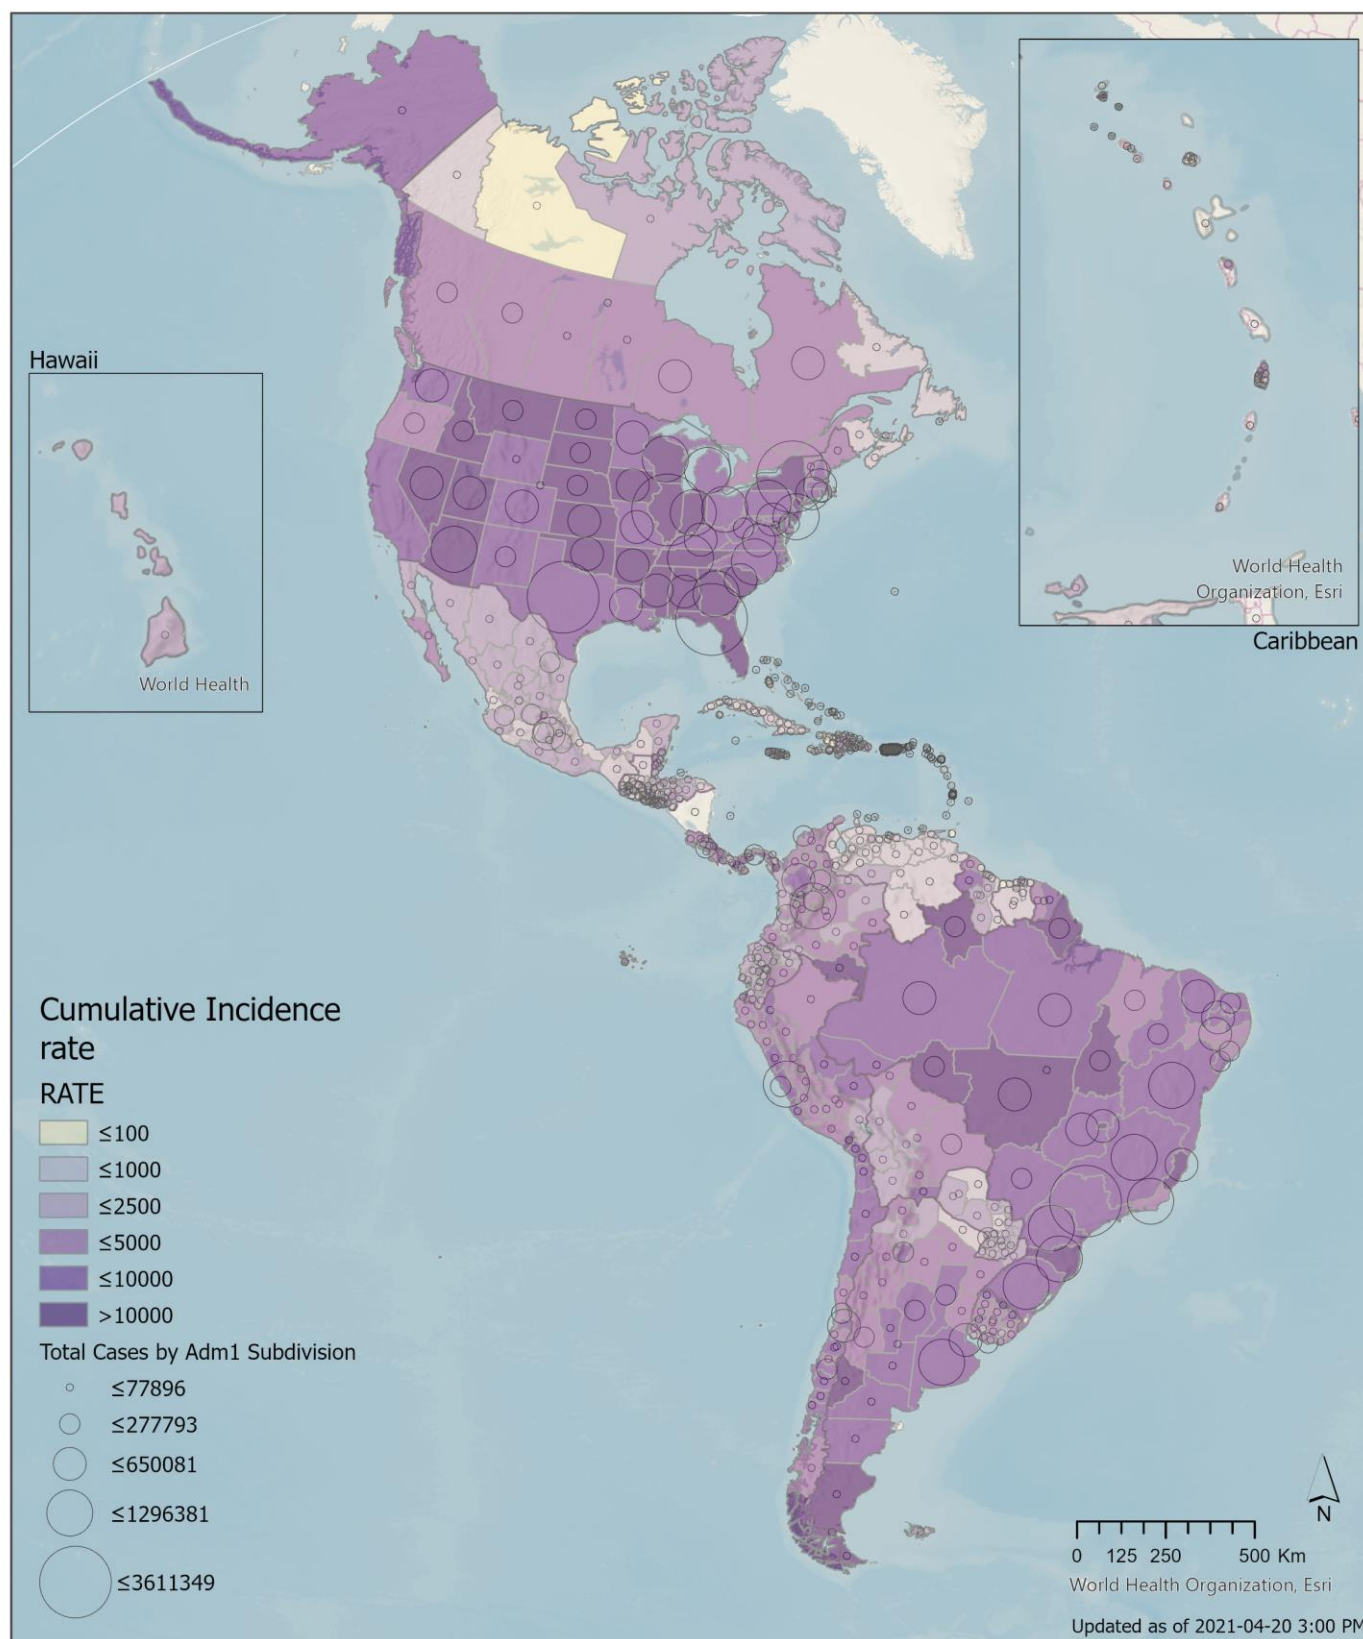 Hawaii
World Health
World Health
Organization, Esri
Caribbean
Cumulative Incidence
rate
RATE
≤100
≤1000
≤2500
≤5000
≤10000
>10000
Total Cases by Adm1 Subdivision
≤77896
≤277793
≤650081
≤1296381
≤3611349
N
0 125 250 500 Km
World Health Organization, Esri
Updated as of 2021-04-20 3:00 PM